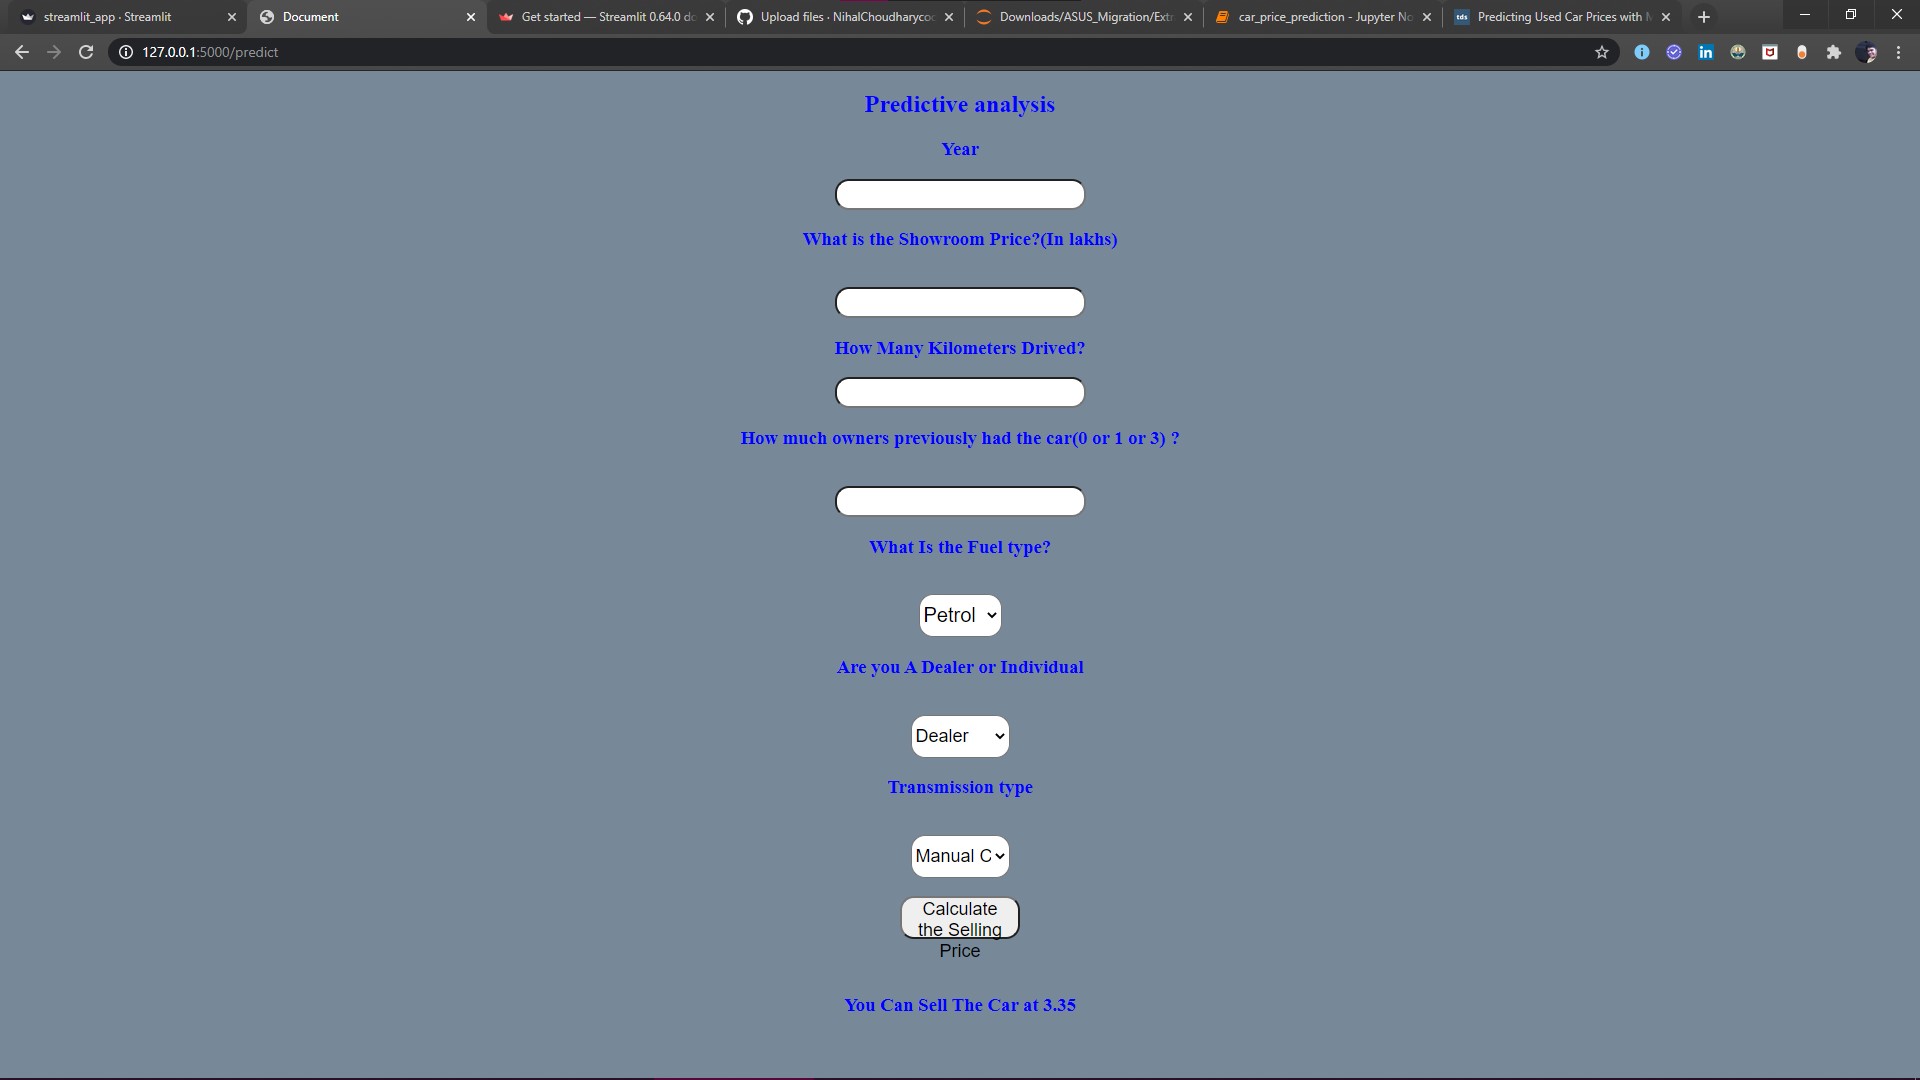 streamlit_app · Streamlit
Document
Get started — Streamlit 0.64.0 dc
Upload files · NihalChoudharycoc
Downloads/ASUS_Migration/Extr
car_price_prediction - Jupyter No
Predicting Used Car Prices with M
127.0.0.1:5000/predict
Predictive analysis
Year
What is the Showroom Price?(In lakhs)
How Many Kilometers Drived?
How much owners previously had the car(0 or 1 or 3) ?
What Is the Fuel type?
Petrol
Are you A Dealer or Individual
Dealer
Transmission type
Manual C
Calculate
the Selling
Price
You Can Sell The Car at 3.35